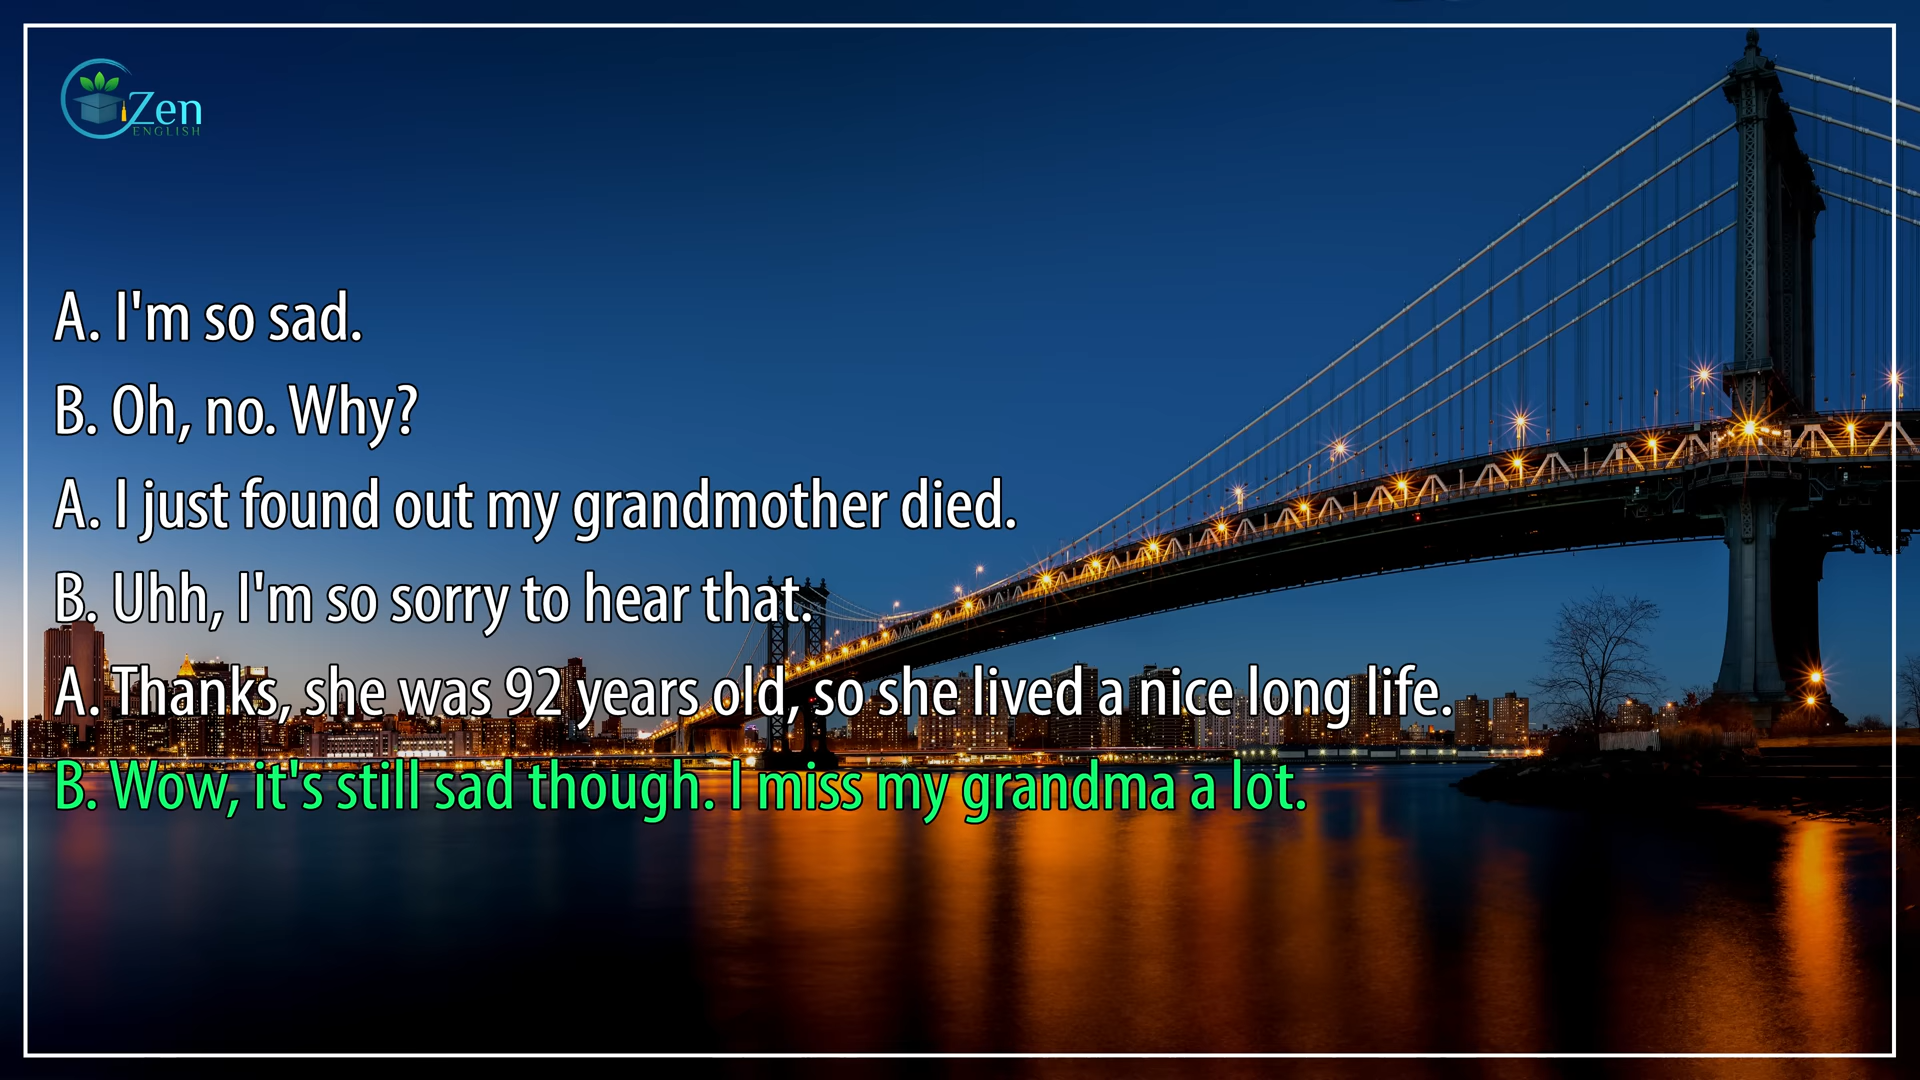 Zen
ENGLISH
A. I'm so sad.
B. Oh, no. Why?
A. I just found out my grandmother died.
B. Uhh, I'm so sorry to hear that.
A. Thanks, she was 92 years old, so she lived a nice long life.
B. Wow, it's still sad though. I miss my grandma a lot.